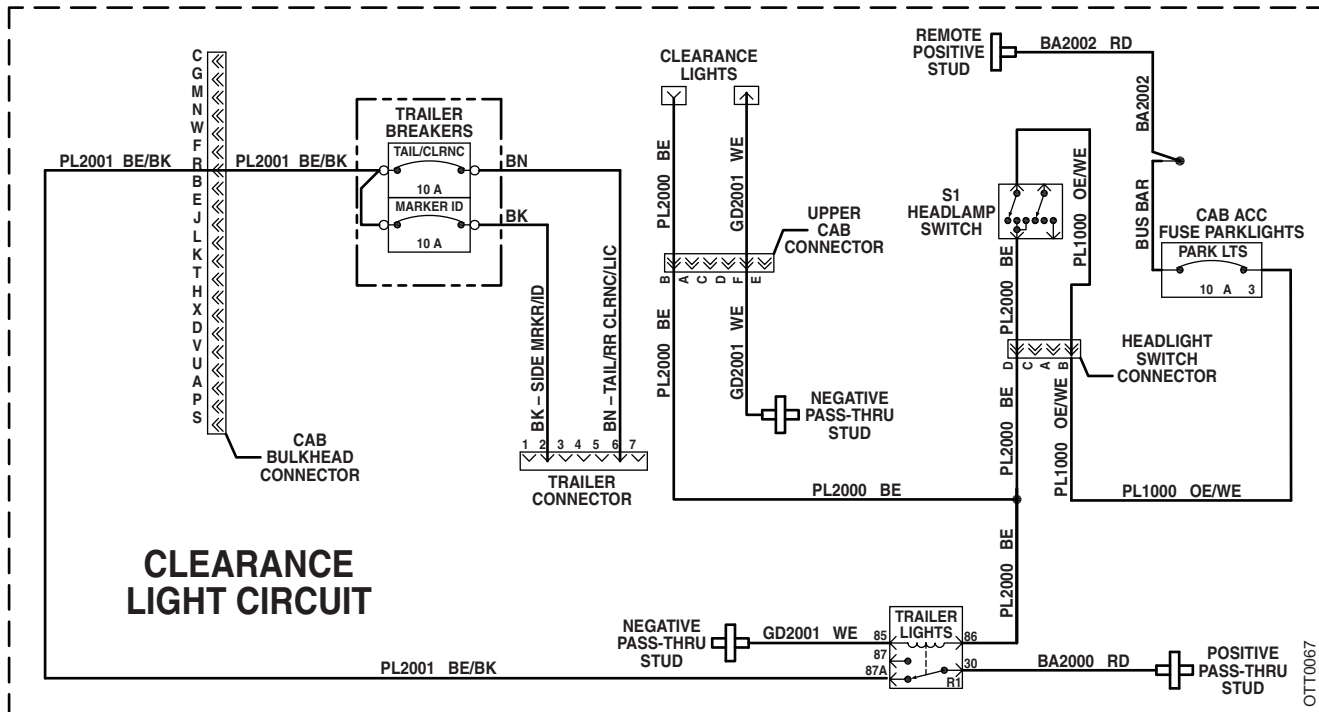 C
G
M
N
W
F
R
B
E
J
L
K
T
H
X
D
V
U
A
P
S
CAB
BULKHEAD
CONNECTOR
PL2001 BE/BK
PL2001 BE/BK
TRAILER
BREAKERS
TAIL/CLRNC
10 A
MARKER ID
10 A
BN
BK
BK – SIDE MRKR/ID
BN – TAIL/RR CLRNC/LIC
1 2 3 4 5 6 7
TRAILER
CONNECTOR
CLEARANCE
LIGHTS
PL2000 BE
GD2001 WE
UPPER
CAB
CONNECTOR
B A C D F E
PL2000 BE
GD2001 WE
NEGATIVE
PASS-THRU
STUD
REMOTE
POSITIVE
STUD
BA2002 RD
BA2002
BUS BAR
S1
HEADLAMP
SWITCH
PL1000 OE/WE
PL2000 BE
CAB ACC
FUSE PARKLIGHTS
PARK LTS
10 A 3
HEADLIGHT
SWITCH
CONNECTOR
D C A B
PL2000 BE
PL1000 OE/WE
PL2000 BE
PL1000 OE/WE
PL2000 BE
CLEARANCE
LIGHT CIRCUIT
NEGATIVE
PASS-THRU
STUD
GD2001 WE
TRAILER
LIGHTS
85
86
87
87A
30
R1
PL2001 BE/BK
BA2000 RD
POSITIVE
PASS-THRU
STUD
OTT0067